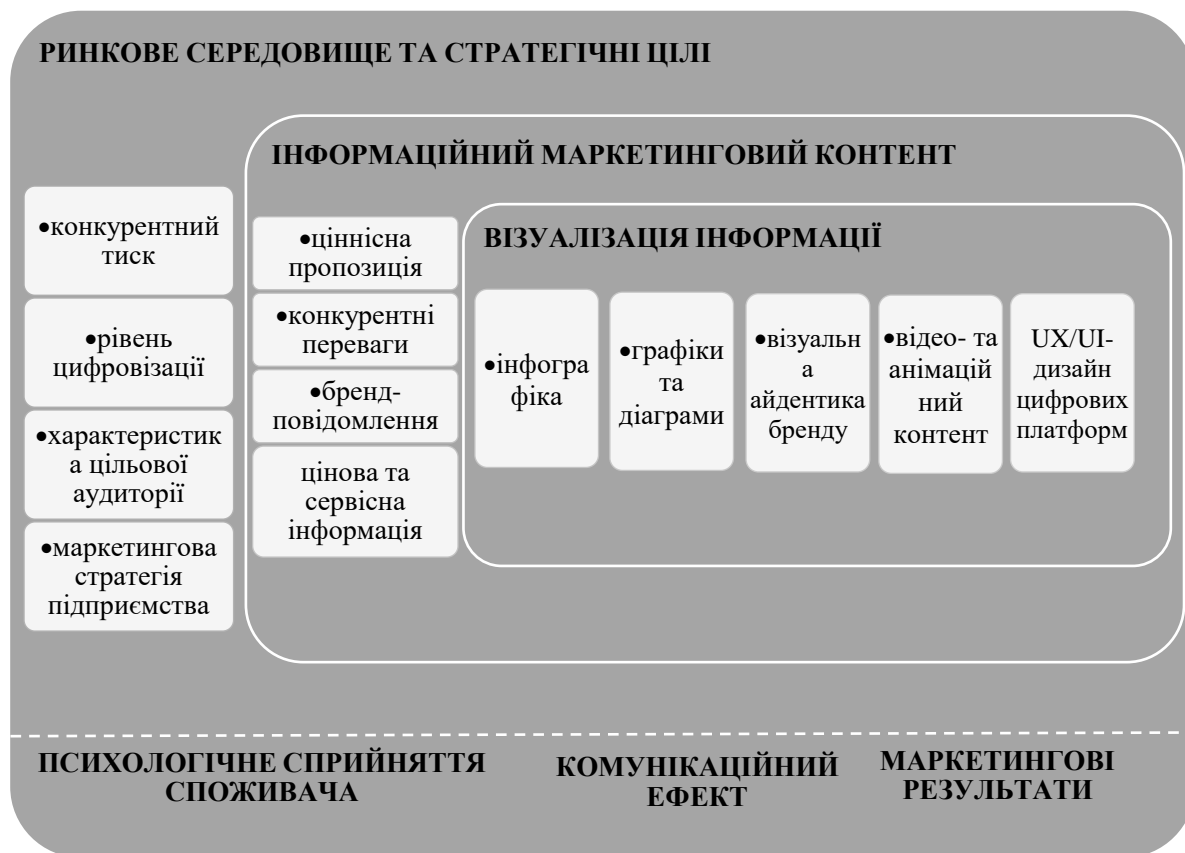 РИНКОВЕ СЕРЕДОВИЩЕ ТА СТРАТЕГІЧНІ ЦІЛІ
ІНФОРМАЦІЙНИЙ МАРКЕТИНГОВИЙ КОНТЕНТ
ВІЗУАЛІЗАЦІЯ ІНФОРМАЦІЇ
•конкурентний
тиск
•рівень
цифровізації
•характеристик
а цільової
аудиторії
•маркетингова
стратегія
підприємства
•ціннісна
пропозиція
•конкурентні
переваги
•бренд-
повідомлення
цінова та
сервісна
інформація
•інфогра
фіка
•графіки
та
діаграми
•візуальн
а
айдентика
бренду
•відео- та
анімацій
ний
контент
UX/UI-
дизайн
цифрових
платформ
ПСИХОЛОГІЧНЕ СПРИЙНЯТТЯ
СПОЖИВАЧА
КОМУНІКАЦІЙНИЙ
ЕФЕКТ
МАРКЕТИНГОВІ
РЕЗУЛЬТАТИ